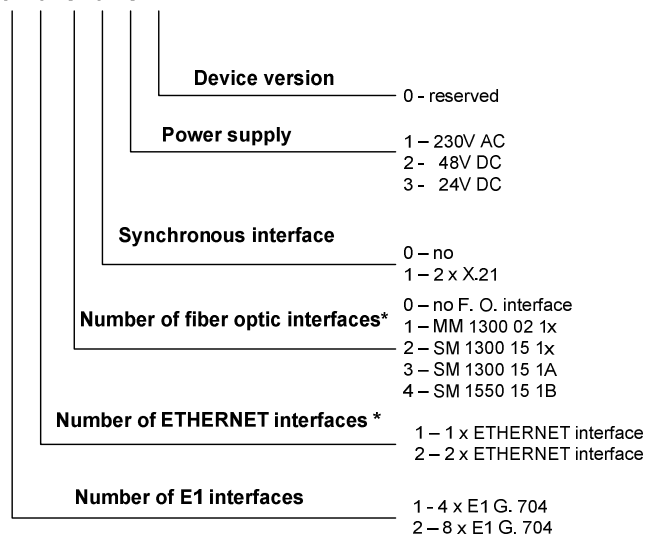 Device version
0 - reserved
Power supply
1 – 230V AC
2 - 48V DC
3 - 24V DC
Synchronous interface
0 – no
1 – 2 x X.21
Number of fiber optic interfaces*
0 – no F. O. interface
1 – MM 1300 02 1x
2 – SM 1300 15 1x
3 – SM 1300 15 1A
4 – SM 1550 15 1B
Number of ETHERNET interfaces *
1 – 1 x ETHERNET interface
2 – 2 x ETHERNET interface
Number of E1 interfaces
1 - 4 x E1 G. 704
2 – 8 x E1 G. 704